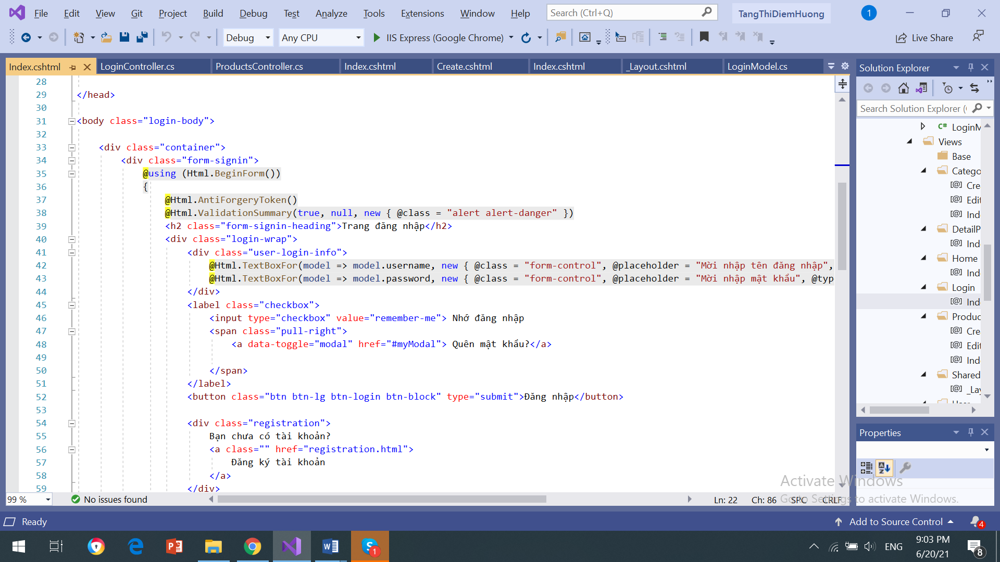 File Edit View Git Project Build Debug Test Analyze Tools Extensions Window Help Search (Ctrl+Q) TangThiDiemHuong 1
Debug Any CPU IIS Express (Google Chrome) Live Share
Index.cshtml LoginController.cs ProductsController.cs Index.cshtml Create.cshtml Index.cshtml _Layout.cshtml LoginModel.cs
28
29 </head>
30
31 <body class="login-body">
32
33 <div class="container">
34 <div class="form-signin">
35 @using (Html.BeginForm())
36 {
37 @Html.AntiForgeryToken()
38 @Html.ValidationSummary(true, null, new { @class = "alert alert-danger" })
39 <h2 class="form-signin-heading">Trang đăng nhập</h2>
40 <div class="login-wrap">
41 <div class="user-login-info">
42 @Html.TextBoxFor(model => model.username, new { @class = "form-control", @placeholder = "Mời nhập tên đăng nhập",
43 @Html.TextBoxFor(model => model.password, new { @class = "form-control", @placeholder = "Mời nhập mật khẩu", @typ
44 </div>
45 <label class="checkbox">
46 <input type="checkbox" value="remember-me"> Nhớ đăng nhập
47 <span class="pull-right">
48 <a data-toggle="modal" href="#myModal"> Quên mật khẩu?</a>
49
50 </span>
51 </label>
52 <button class="btn btn-lg btn-login btn-block" type="submit">Đăng nhập</button>
53
54 <div class="registration">
55 Bạn chưa có tài khoản?
56 <a class="" href="registration.html">
57 Đăng ký tài khoản
58 </a>
59 </div>
99 % No issues found Ln: 22 Ch: 86 SPC CRLF
Solution Explorer
Search Solution Explorer (
C# LoginM
Views
Base
Catego
[@] Cre
[@] Edit
[@] Ind
DetailP
[@] Ind
Home
[@] Ind
Login
[@] Ind
Produc
[@] Cre
[@] Edit
[@] Ind
Shared
[@] _Lay
Properties
Activate Windows
Go to Settings to activate Windows.
Ready Add to Source Control 4
1 ENG 9:03 PM
6/20/21 8